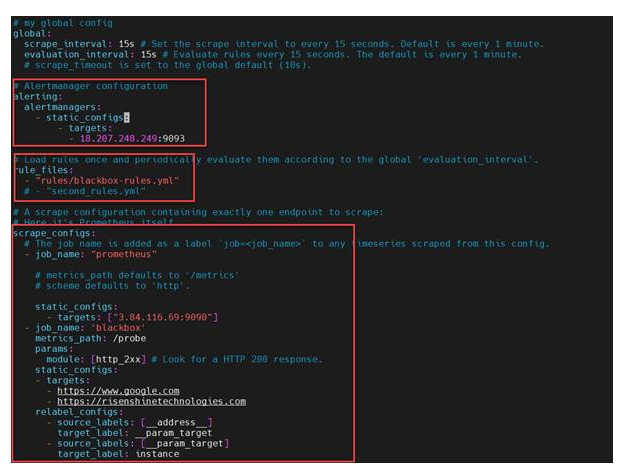 # my global config
global:
  scrape_interval: 15s # Set the scrape interval to every 15 seconds. Default is every 1 minute.
  evaluation_interval: 15s # Evaluate rules every 15 seconds. The default is every 1 minute.
  # scrape_timeout is set to the global default (10s).
# Alertmanager configuration
alerting:
  alertmanagers:
    - static_configs:
        - targets:
          - 18.207.248.249:9093
# Load rules once and periodically evaluate them according to the global 'evaluation_interval'.
rule_files:
  - "rules/blackbox-rules.yml"
  # - "second_rules.yml"
# A scrape configuration containing exactly one endpoint to scrape:
# Here it's Prometheus itself.
scrape_configs:
  # The job name is added as a label `job=<job_name>` to any timeseries scraped from this config.
  - job_name: "prometheus"
    # metrics_path defaults to '/metrics'
    # scheme defaults to 'http'.
    static_configs:
      - targets: ["3.84.116.69:9090"]
  - job_name: 'blackbox'
    metrics_path: /probe
    params:
      module: [http_2xx] # Look for a HTTP 200 response.
    static_configs:
    - targets:
      - https://www.google.com
      - https://risenshinetechnologies.com
    relabel_configs:
      - source_labels: [__address__]
        target_label: __param_target
      - source_labels: [__param_target]
        target_label: instance